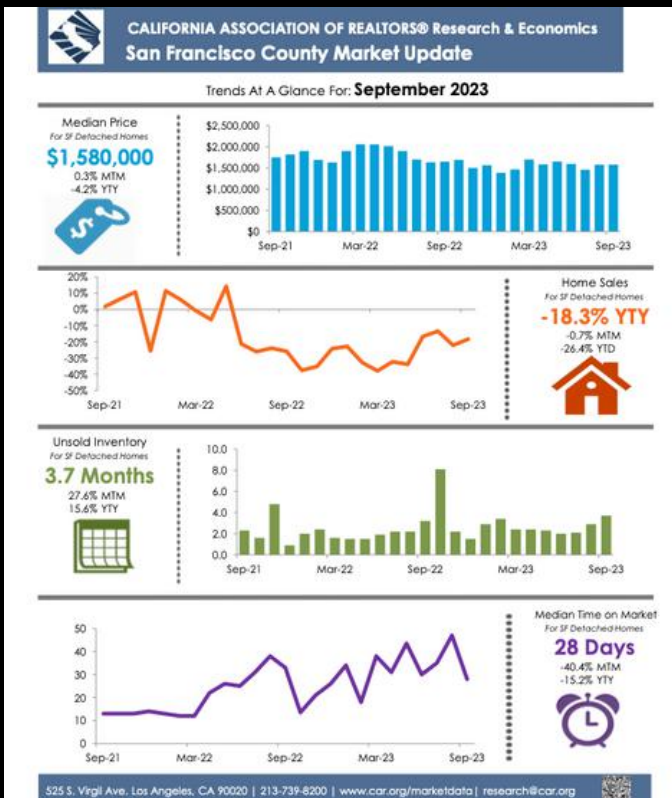 CALIFORNIA ASSOCIATION OF REALTORS® Research & Economics
San Francisco County Market Update
Trends At A Glance For: September 2023
Median Price
For SF Detached Homes
$1,580,000
0.3% MTM
-4.2% YTY
$2,500,000
$2,000,000
$1,500,000
$1,000,000
$500,000
$0
Sep-21 Mar-22 Sep-22 Mar-23 Sep-23
20%
10%
0%
-10%
-20%
-30%
-40%
-50%
Sep-21 Mar-22 Sep-22 Mar-23 Sep-23
Home Sales
For SF Detached Homes
-18.3% YTY
-0.7% MTM
-26.4% YTD
Unsold Inventory
For SF Detached Homes
3.7 Months
27.6% MTM
15.6% YTY
10.0
8.0
6.0
4.0
2.0
0.0
Sep-21 Mar-22 Sep-22 Mar-23 Sep-23
50
40
30
20
10
0
Sep-21 Mar-22 Sep-22 Mar-23 Sep-23
Median Time on Market
For SF Detached Homes
28 Days
-40.4% MTM
-15.2% YTY
525 S. Virgil Ave. Los Angeles, CA 90020 | 213-739-8200 | www.car.org/marketdata | research@car.org